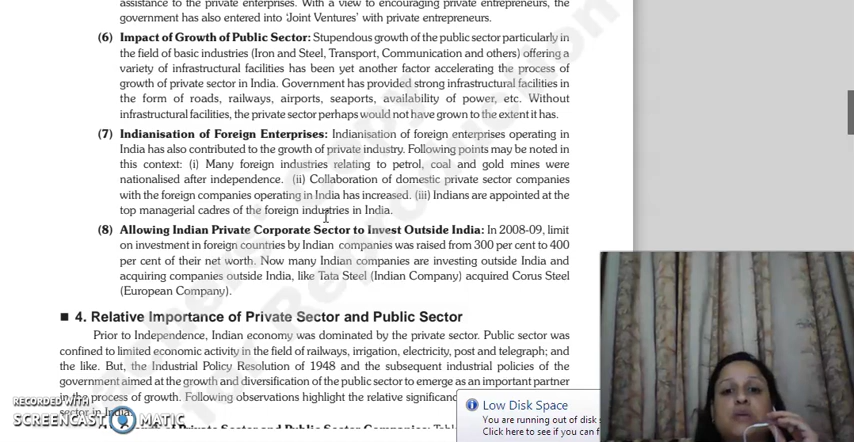 assistance to the private enterprises. With a view to encouraging private entrepreneurs, the
government has also entered into 'Joint Ventures' with private entrepreneurs.
(6) Impact of Growth of Public Sector: Stupendous growth of the public sector particularly in
the field of basic industries (Iron and Steel, Transport, Communication and others) offering a
variety of infrastructural facilities has been yet another factor accelerating the process of
growth of private sector in India. Government has provided strong infrastructural facilities in
the form of roads, railways, airports, seaports, availability of power, etc. Without
infrastructural facilities, the private sector perhaps would not have grown to the extent it has.
(7) Indianisation of Foreign Enterprises: Indianisation of foreign enterprises operating in
India has also contributed to the growth of private industry. Following points may be noted in
this context: (i) Many foreign industries relating to petrol, coal and gold mines were
nationalised after independence. (ii) Collaboration of domestic private sector companies
with the foreign companies operating in India has increased. (iii) Indians are appointed at the
top managerial cadres of the foreign industries in India.
(8) Allowing Indian Private Corporate Sector to Invest Outside India: In 2008-09, limit
on investment in foreign countries by Indian companies was raised from 300 per cent to 400
per cent of their net worth. Now many Indian companies are investing outside India and
acquiring companies outside India, like Tata Steel (Indian Company) acquired Corus Steel
(European Company).
■ 4. Relative Importance of Private Sector and Public Sector
Prior to Independence, Indian economy was dominated by the private sector. Public sector was
confined to limited economic activity in the field of railways, irrigation, electricity, post and telegraph; and
the like. But, the Industrial Policy Resolution of 1948 and the subsequent industrial policies of the
government aimed at the growth and diversification of the public sector to emerge as an important partner
in the process of growth. Following observations highlight the relative
sector in India.
of Private Sector and Public Sector Companies:
RECORDED WITH
SCREENCAST MATIC
Low Disk Space
You are running out of disk
Click here to see if you can